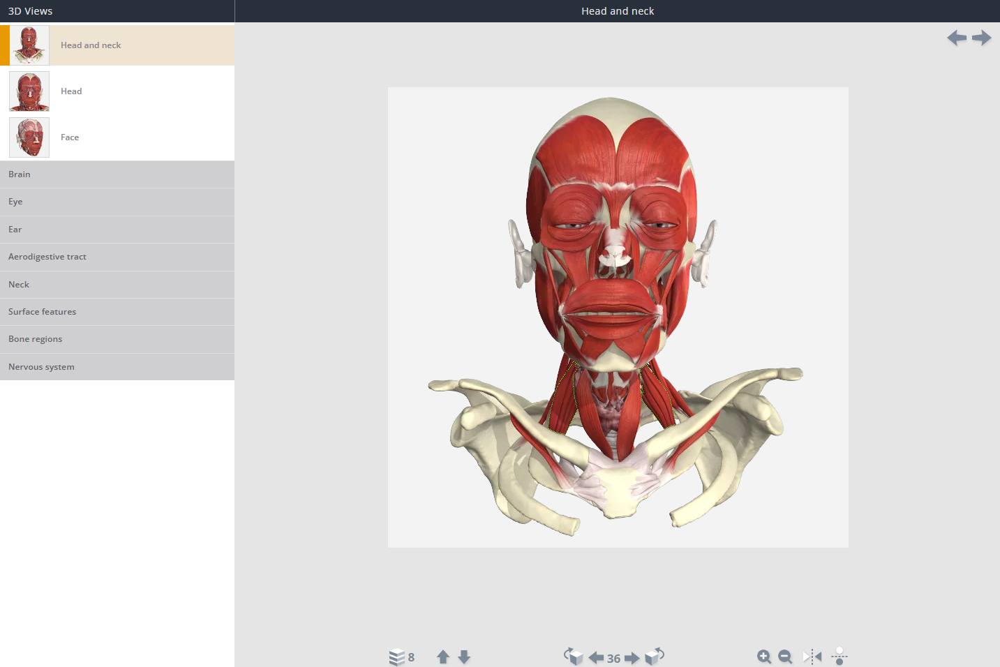 3D Views
Head and neck
Head and neck
Head
Face
Brain
Eye
Ear
Aerodigestive tract
Neck
Surface features
Bone regions
Nervous system
8
36